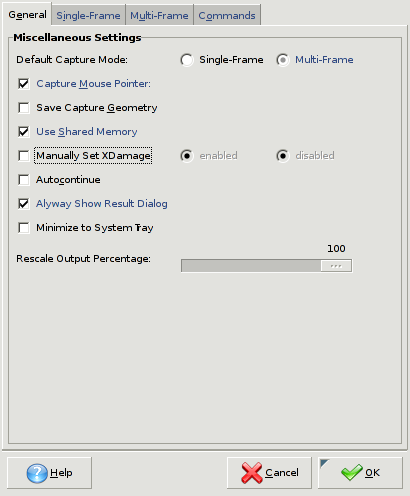 General Single-Frame Multi-Frame Commands
Miscellaneous Settings
Default Capture Mode: Single-Frame Multi-Frame
Capture Mouse Pointer:
Save Capture Geometry
Use Shared Memory
Manually Set XDamage enabled disabled
Autocontinue
Alyway Show Result Dialog
Minimize to System Tray
100
Rescale Output Percentage:
Help Cancel OK